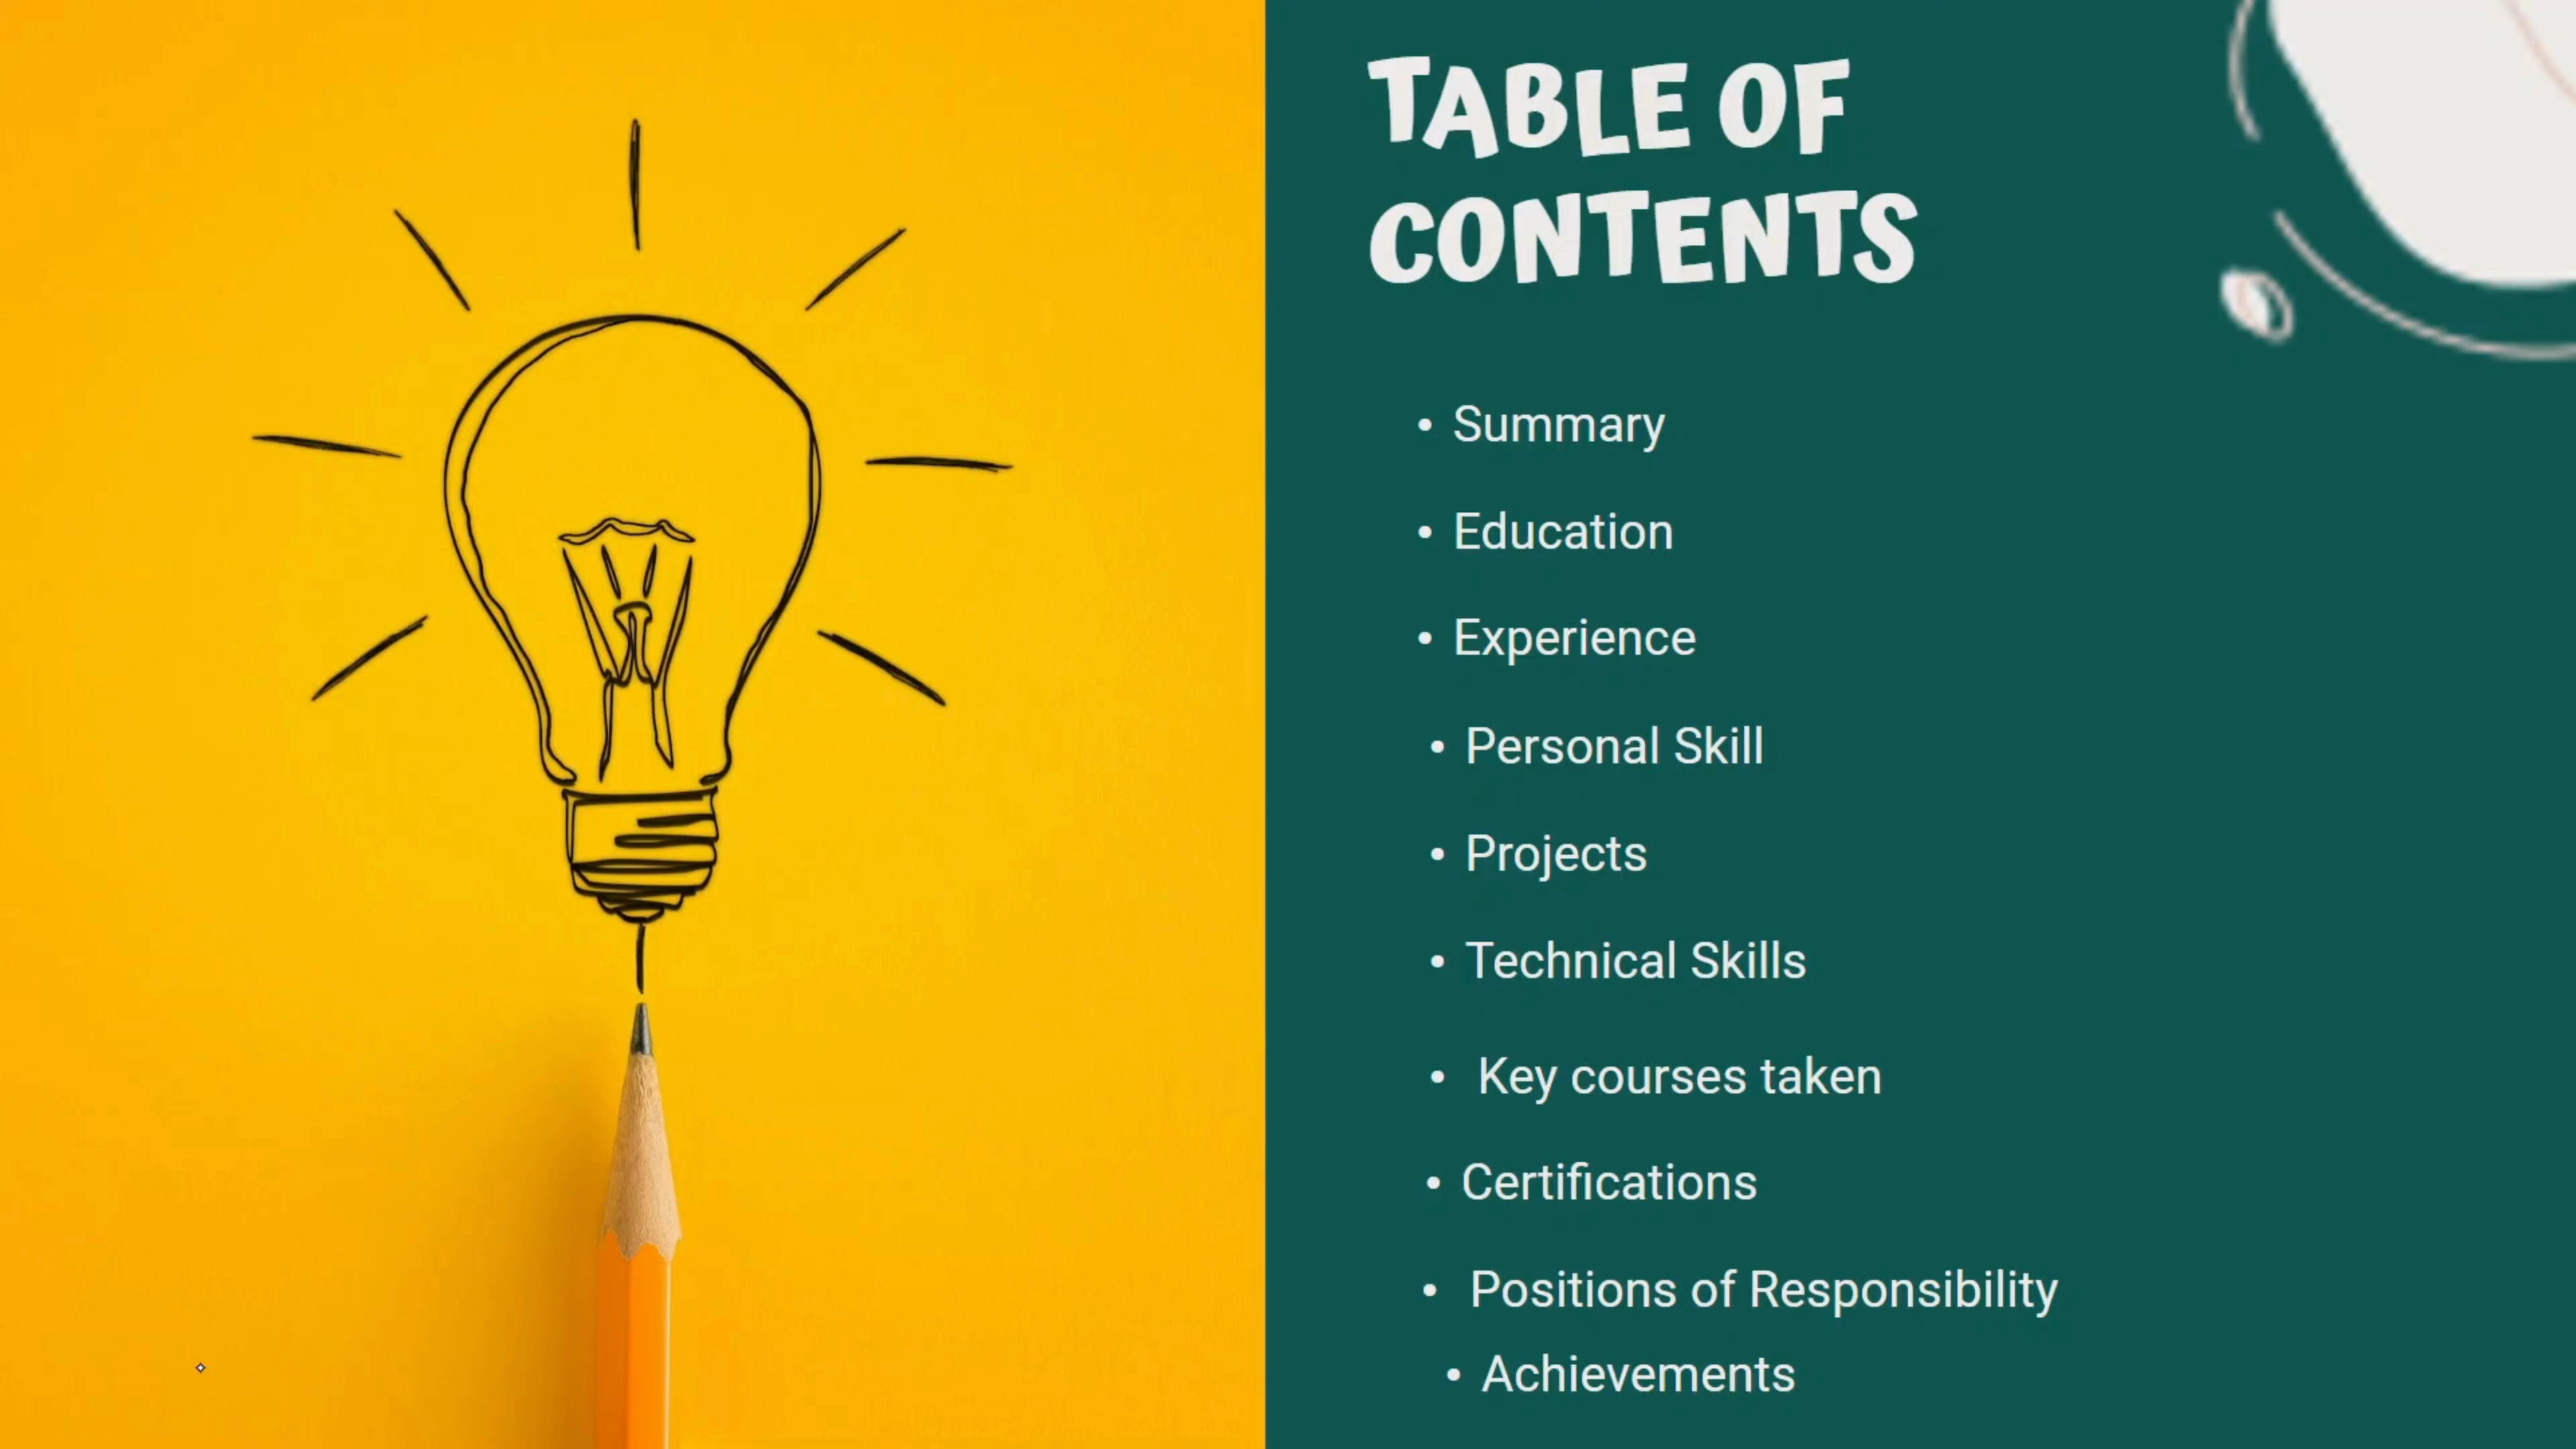 TABLE OF
CONTENTS
• Summary
• Education
• Experience
• Personal Skill
• Projects
• Technical Skills
• Key courses taken
• Certifications
• Positions of Responsibility
• Achievements